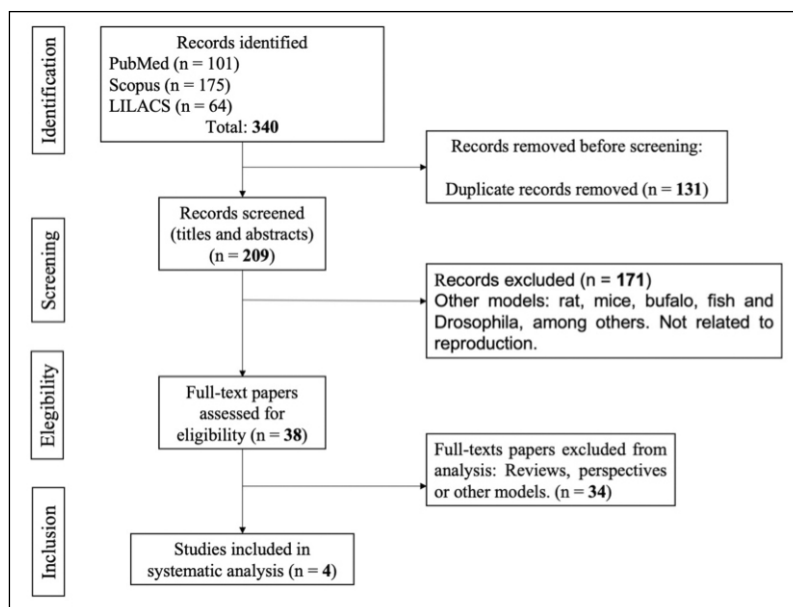 Identification
Records identified
PubMed (n = 101)
Scopus (n = 175)
LILACS (n = 64)
Total: 340
Records removed before screening:
Duplicate records removed (n = 131)
Screening
Records screened
(titles and abstracts)
(n = 209)
Records excluded (n = 171)
Other models: rat, mice, bufalo, fish and
Drosophila, among others. Not related to
reproduction.
Elegibility
Full-text papers
assessed for
eligibility (n = 38)
Full-texts papers excluded from
analysis: Reviews, perspectives
or other models. (n = 34)
Inclusion
Studies included in
systematic analysis (n = 4)